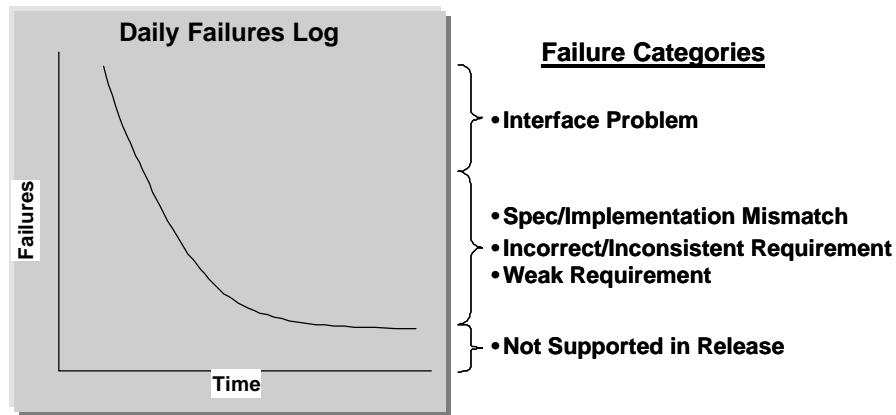 Daily Failures Log
Failures
Time
Failure Categories
•Interface Problem
•Spec/Implementation Mismatch
•Incorrect/Inconsistent Requirement
•Weak Requirement
•Not Supported in Release